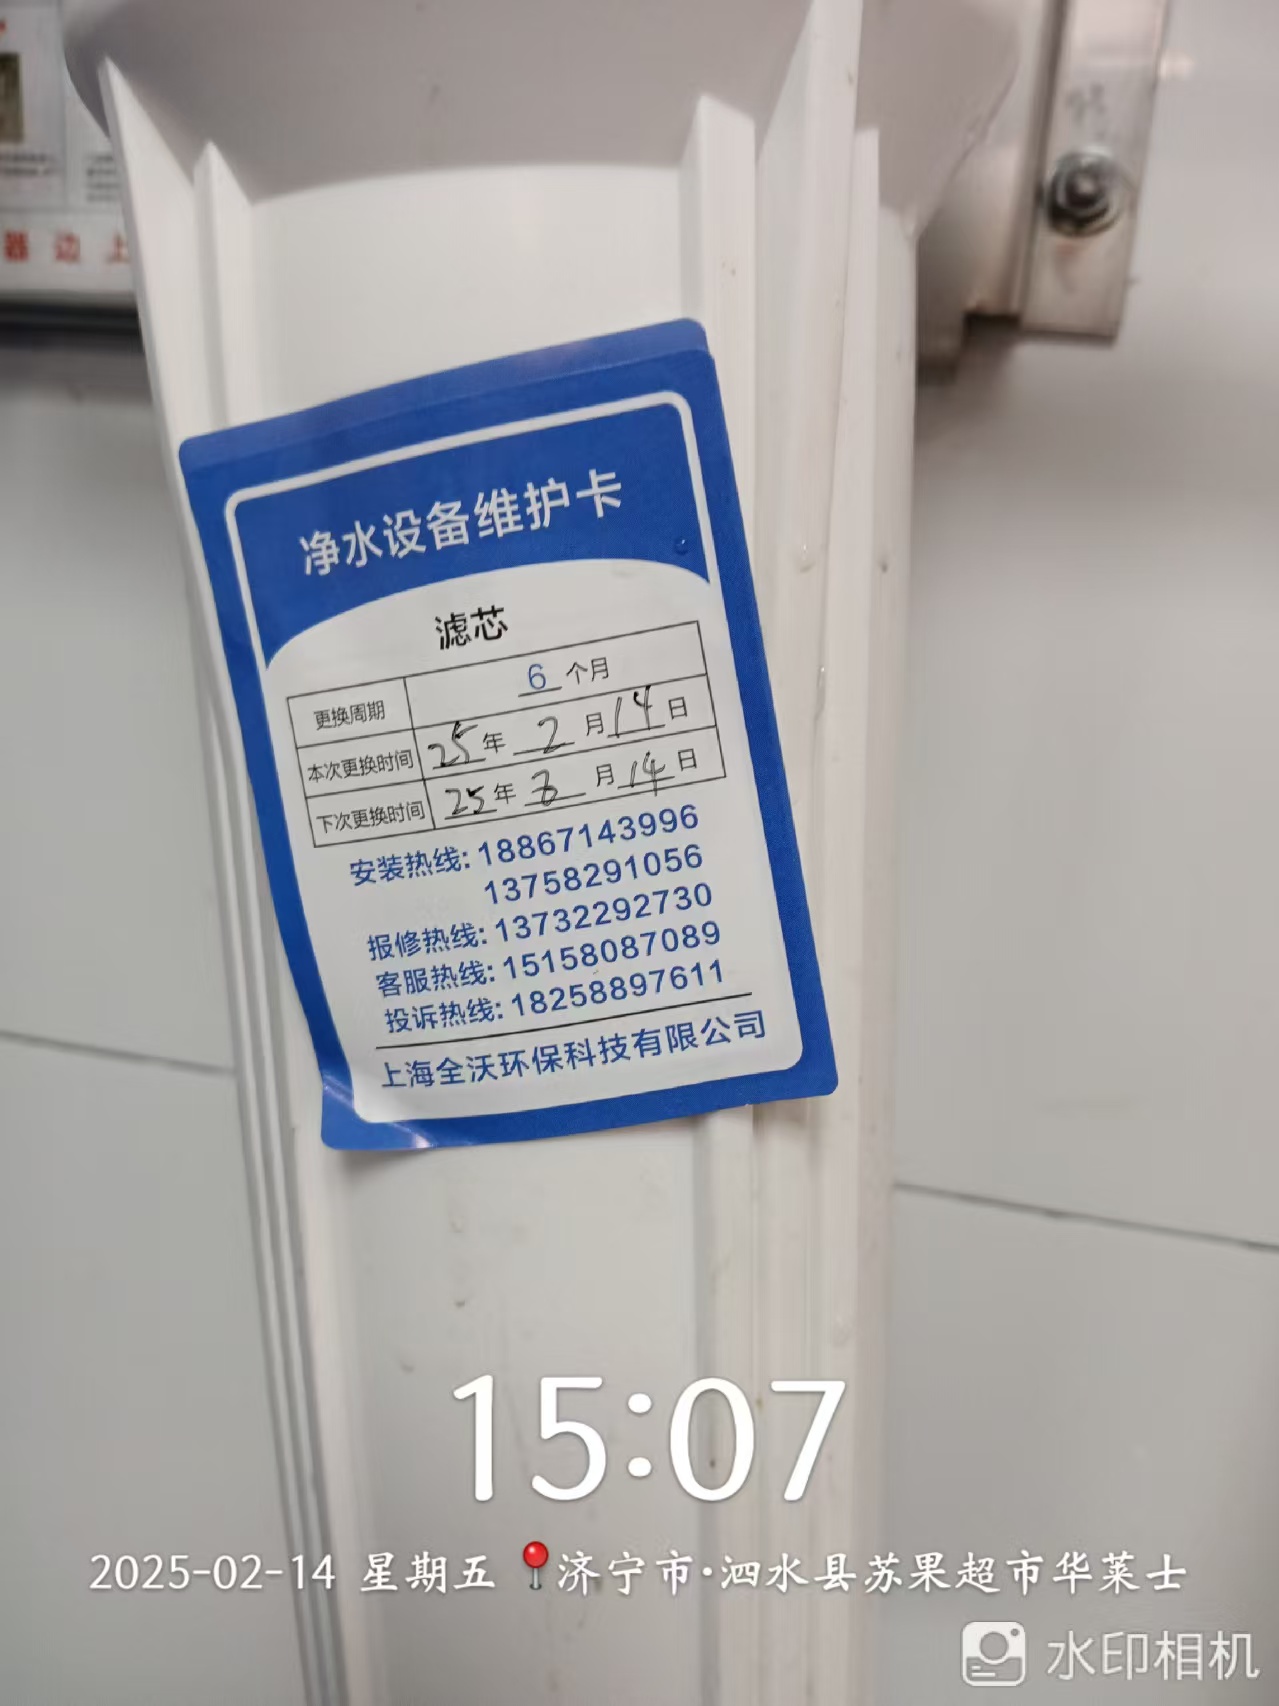 器 边 上
净水设备维护卡
滤芯
更换周期 6 个月
本次更换时间 25年 2 月 14 日
下次更换时间 25年 8 月 14 日
安装热线: 18867143996
13758291056
报修热线: 13732292730
客服热线: 15158087089
投诉热线: 18258897611
上海全沃环保科技有限公司
15:07
2025-02-14 星期五 济宁市·泗水县苏果超市华莱士
水印相机